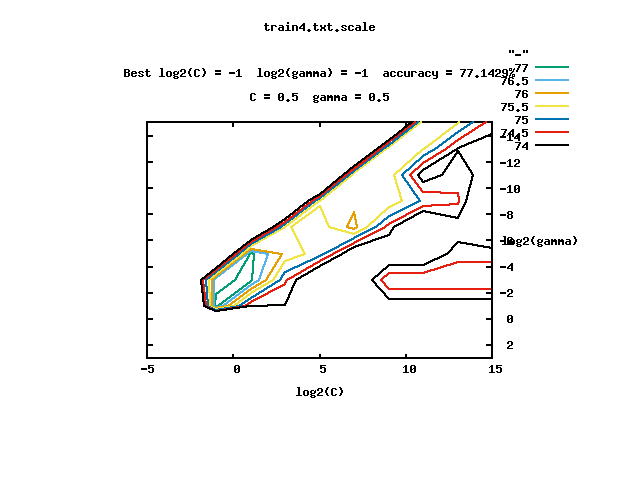 train4.txt.scale
"-"
Best log2(C) = -1  log2(gamma) = -1  accuracy = 77.1429%
77
76.5
C = 0.5  gamma = 0.5
76
75.5
75
74.5
74
-14
-12
-10
-8
-6
log2(gamma)
-4
-2
0
2
-5 0 5 10 15
log2(C)